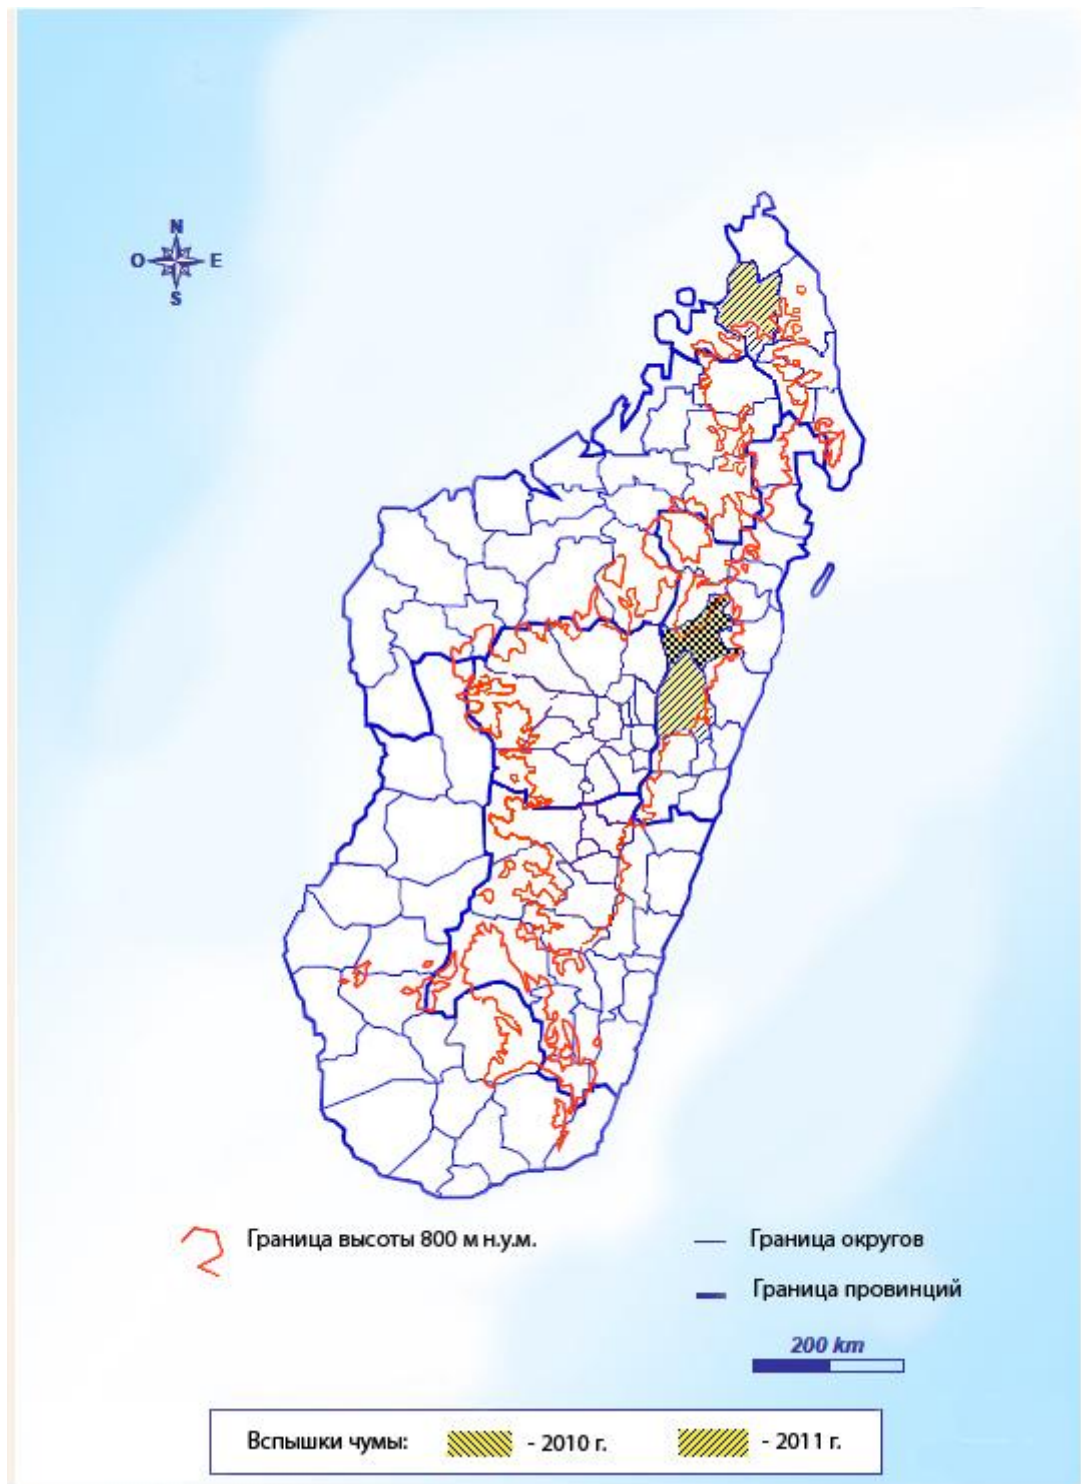 N
O E
S
Граница высоты 800 м н.у.м.
Граница округов
Граница провинций
200 km
Вспышки чумы: - 2010 г. - 2011 г.